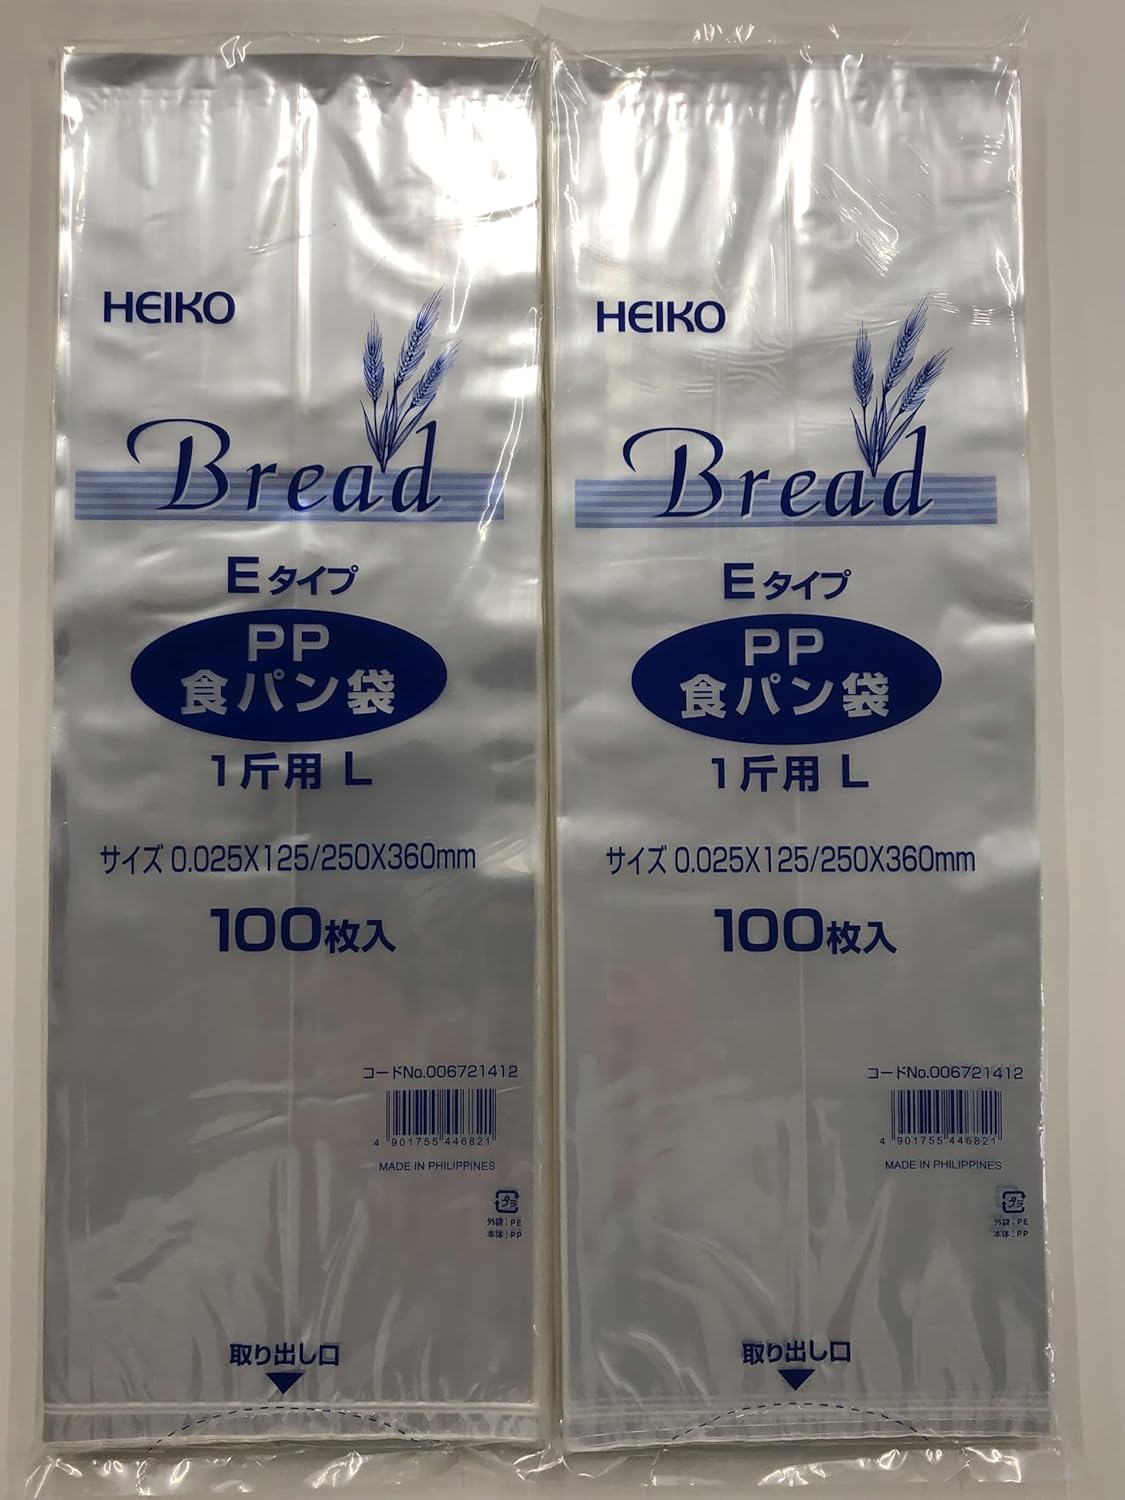 HEIKO
Bread
Eタイプ
PP
食パン袋
1斤用 L
サイズ 0.025X125/250X360mm
100枚入
コードNo.006721412
4 901755 446821
MADE IN PHILIPPINES
プラ
外袋:PE
本体:PP
取り出し口
HEIKO
Bread
Eタイプ
PP
食パン袋
1斤用 L
サイズ 0.025X125/250X360mm
100枚入
コードNo.006721412
4 901755 446821
MADE IN PHILIPPINES
プラ
外袋:PE
本体:PP
取り出し口